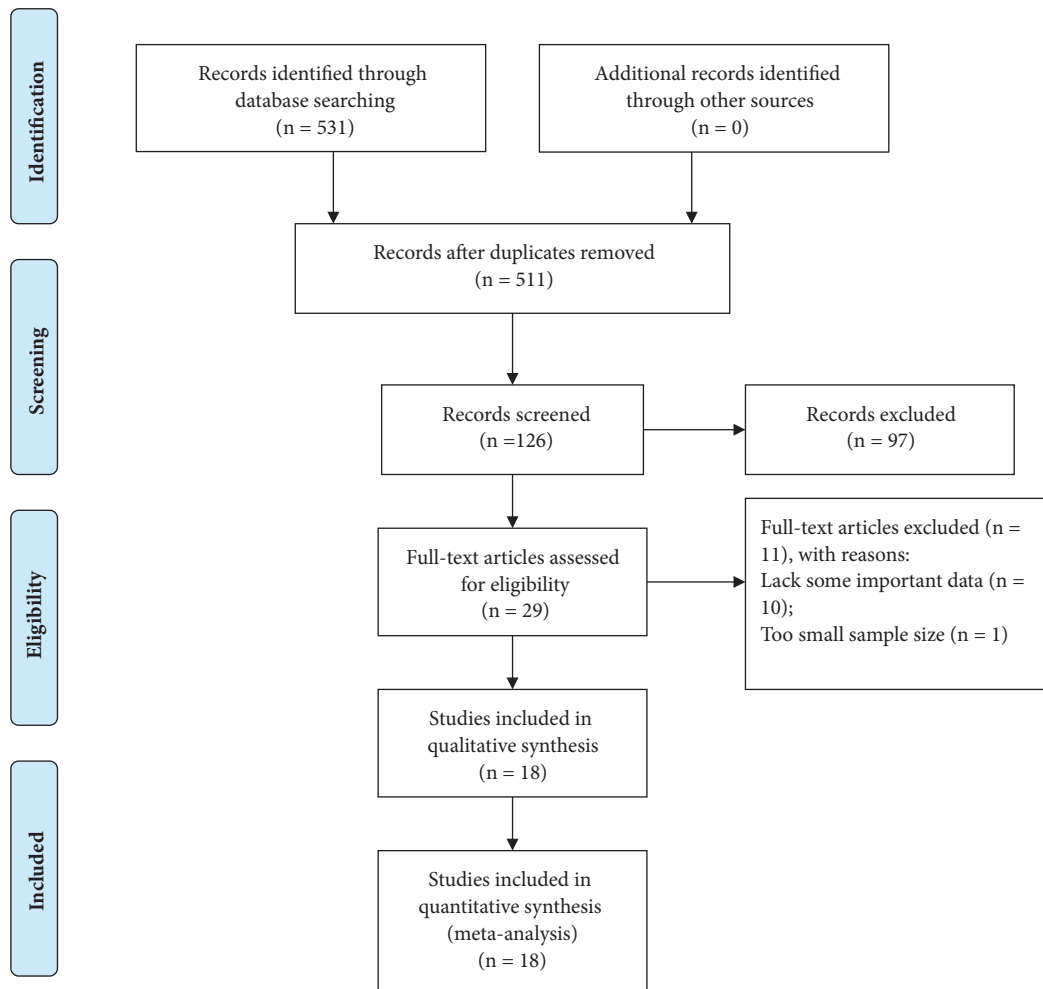 Identification
Records identified through
database searching
(n = 531)
Additional records identified
through other sources
(n = 0)
Records after duplicates removed
(n = 511)
Screening
Records screened
(n =126)
Records excluded
(n = 97)
Eligibility
Full-text articles assessed
for eligibility
(n = 29)
Full-text articles excluded (n =
11), with reasons:
Lack some important data (n =
10);
Too small sample size (n = 1)
Studies included in
qualitative synthesis
(n = 18)
Included
Studies included in
quantitative synthesis
(meta-analysis)
(n = 18)